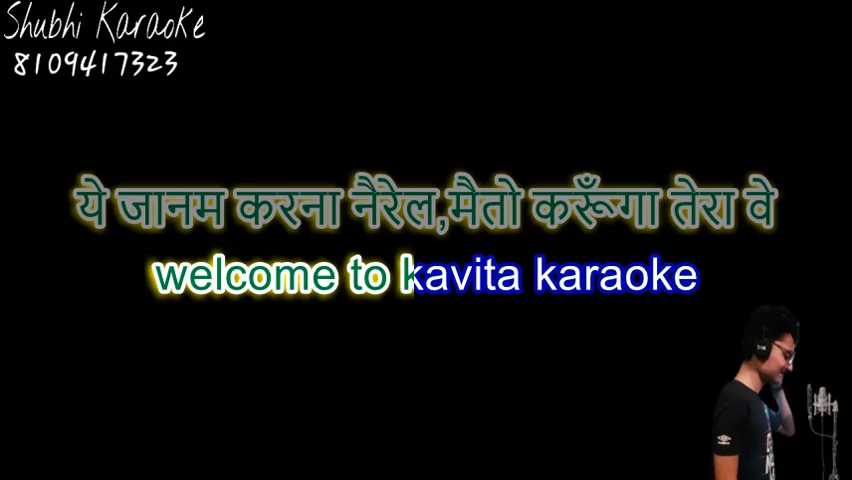 Shubhi Karaoke
8109417323
ये जानम करना नैरेल,मैतो करूँगा तेरा वे
welcome to kavita karaoke